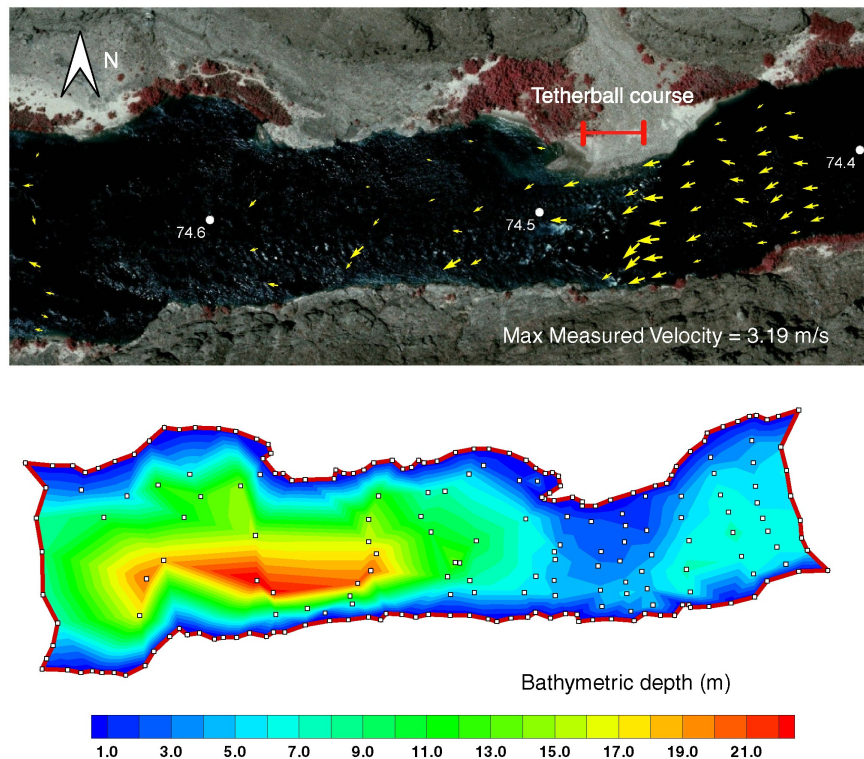 N
Tetherball course
74.4
74.6
74.5
Max Measured Velocity = 3.19 m/s
Bathymetric depth (m)
1.0 3.0 5.0 7.0 9.0 11.0 13.0 15.0 17.0 19.0 21.0